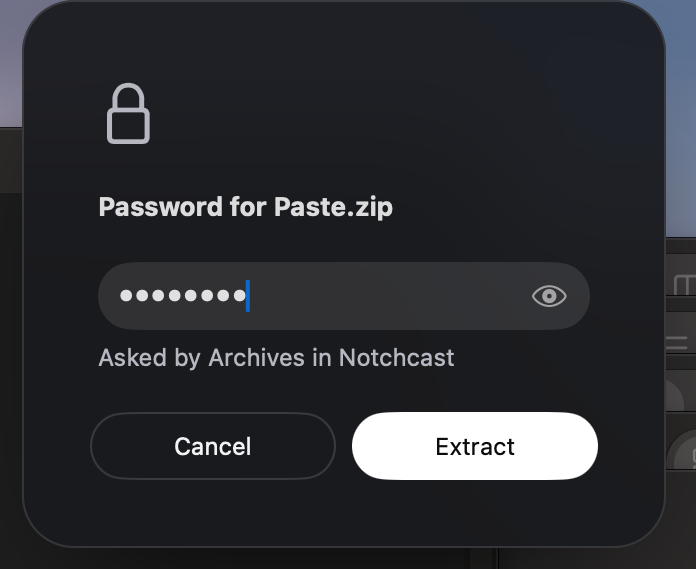 Password for Paste.zip
••••••••
Asked by Archives in Notchcast
Cancel
Extract